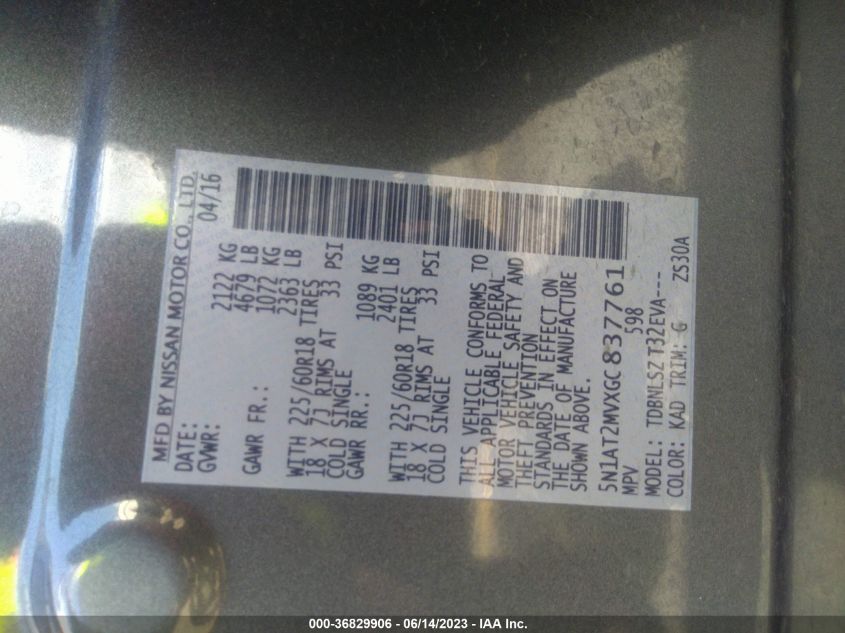 MFD BY NISSAN MOTOR CO., LTD.
DATE: 04/16
GVWR: 2122 KG
4679 LB
GAWR FR.: 1072 KG
2363 LB
WITH 225/60R18 TIRES
18 X 7J RIMS AT 33 PSI
COLD SINGLE
GAWR RR.: 1089 KG
2401 LB
WITH 225/60R18 TIRES
18 X 7J RIMS AT 33 PSI
COLD SINGLE
THIS VEHICLE CONFORMS TO
ALL APPLICABLE FEDERAL
MOTOR VEHICLE SAFETY AND
THEFT PREVENTION
STANDARDS IN EFFECT ON
THE DATE OF MANUFACTURE
SHOWN ABOVE.
5N1AT2MVXGC837761
MPV 598
MODEL: TDBNLSZ T32EVA---
COLOR: KAD TRIM: G ZS30A
000-36829906 - 06/14/2023 - IAA Inc.